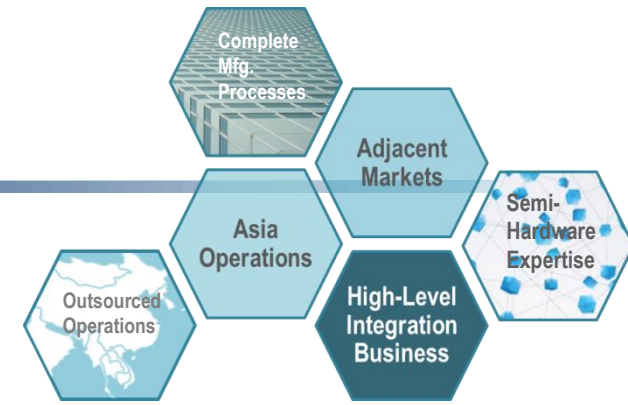 Complete
Mfg.
Processes
Adjacent
Markets
Semi-
Hardware
Expertise
Asia
Operations
Outsourced
Operations
High-Level
Integration
Business